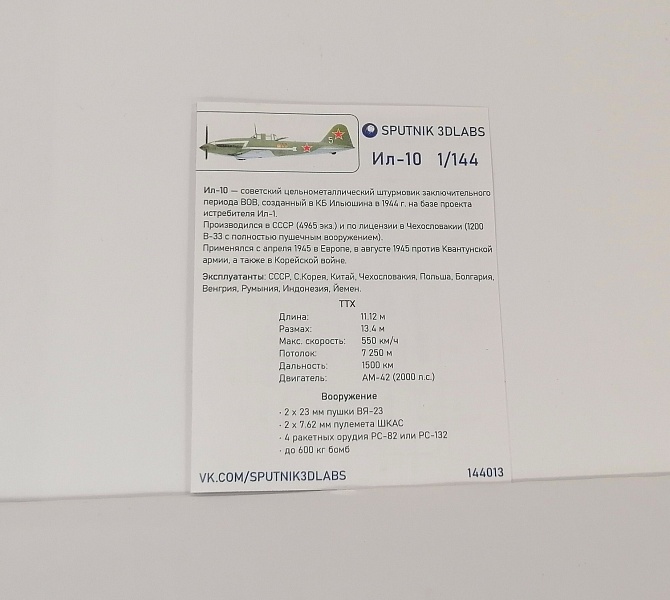 SPUTNIK 3DLABS
Ил-10 1/144
5
Ил-10 — советский цельнометаллический штурмовик заключительного
периода ВОВ, созданный в КБ Ильюшина в 1944 г. на базе проекта
истребителя Ил-1.
Производился в СССР (4965 экз.) и по лицензии в Чехословакии (1200
В-33 с полностью пушечным вооружением).
Применялся с апреля 1945 в Европе, в августе 1945 против Квантунской
армии, а также в Корейской войне.
Эксплуатанты: СССР, С.Корея, Китай, Чехословакия, Польша, Болгария,
Венгрия, Румыния, Индонезия, Йемен.
ТТХ
Длина: 11.12 м
Размах: 13.4 м
Макс. скорость: 550 км/ч
Потолок: 7 250 м
Дальность: 1500 км
Двигатель: АМ-42 (2000 л.с.)
Вооружение
· 2 х 23 мм пушки ВЯ-23
· 2 х 7.62 мм пулемета ШКАС
· 4 ракетных орудия РС-82 или РС-132
· до 600 кг бомб
VK.COM/SPUTNIK3DLABS 144013